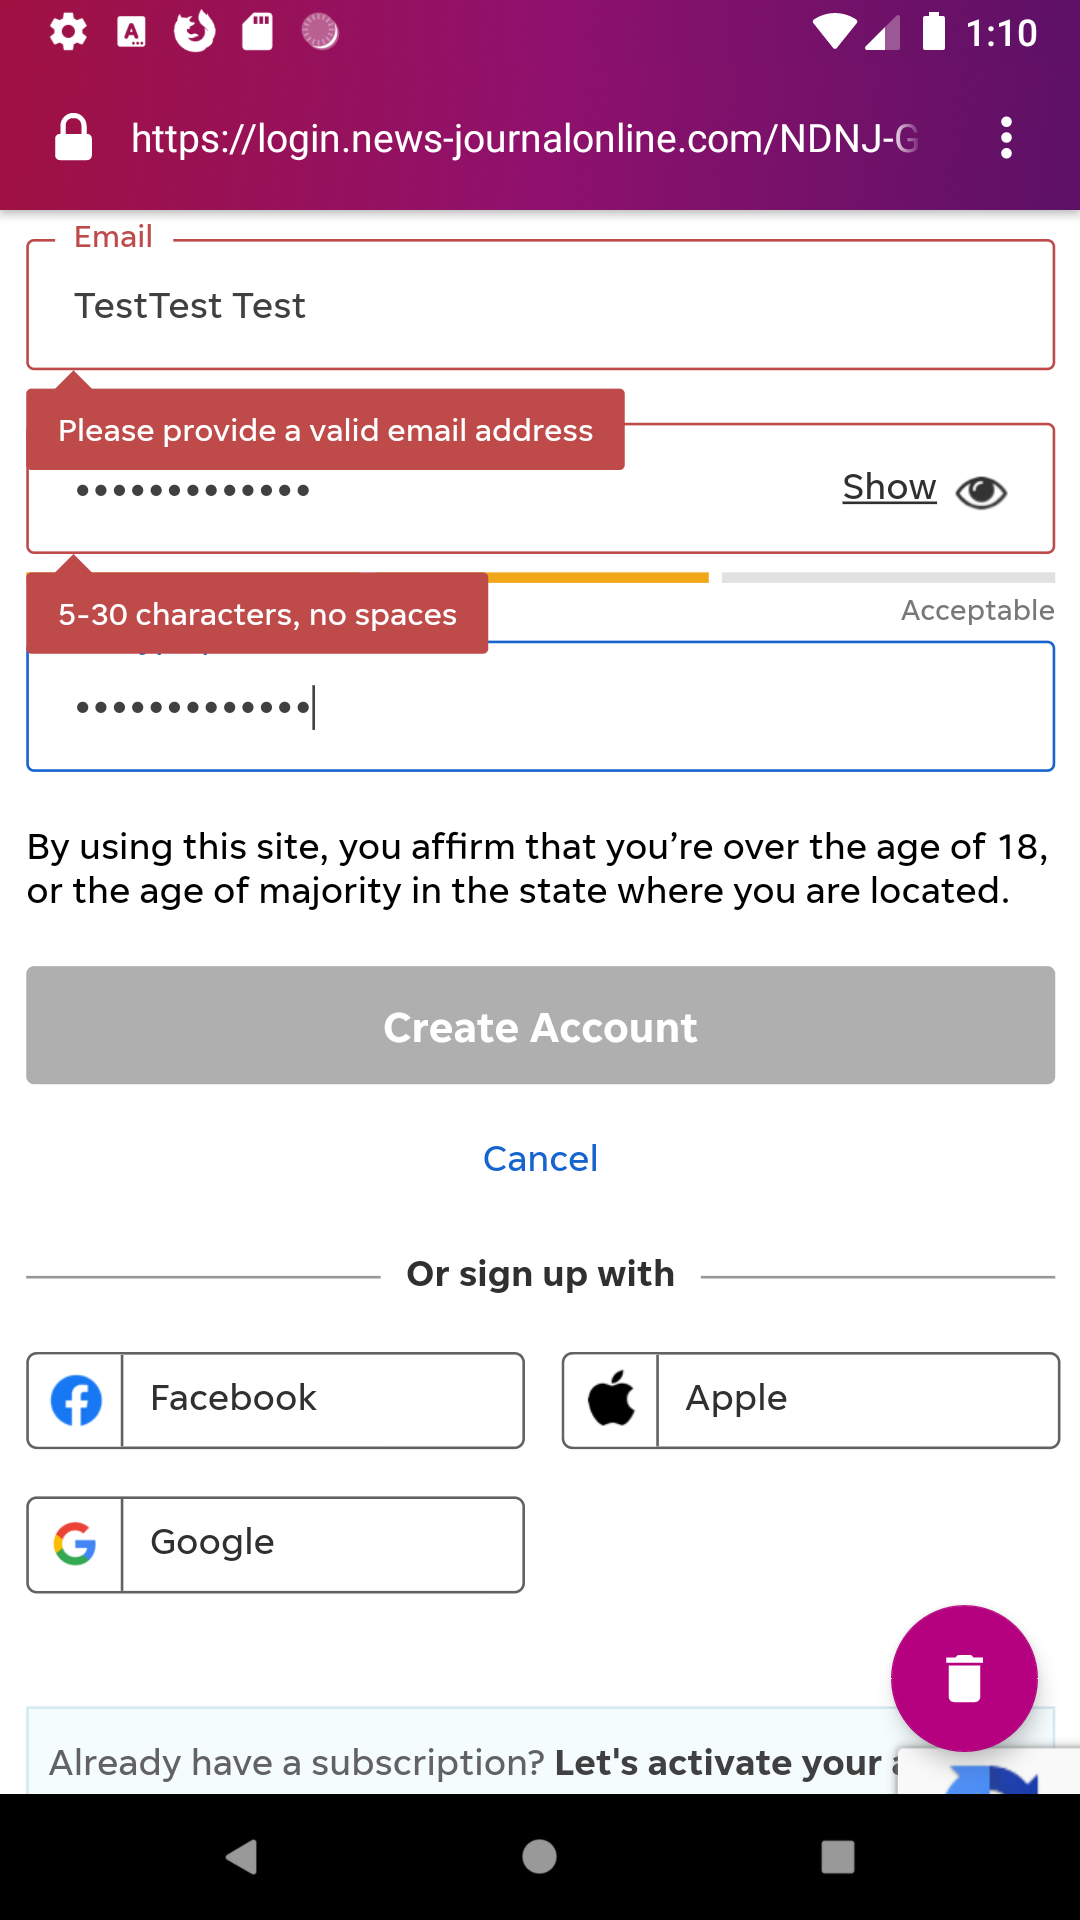 1:10
https://login.news-journalonline.com/NDNJ-G
Email
TestTest Test
Please provide a valid email address
•••••••••••••
Show
5-30 characters, no spaces
Acceptable
•••••••••••••
By using this site, you affirm that you’re over the age of 18,
or the age of majority in the state where you are located.
Create Account
Cancel
Or sign up with
Facebook
Apple
Google
Already have a subscription? Let's activate your